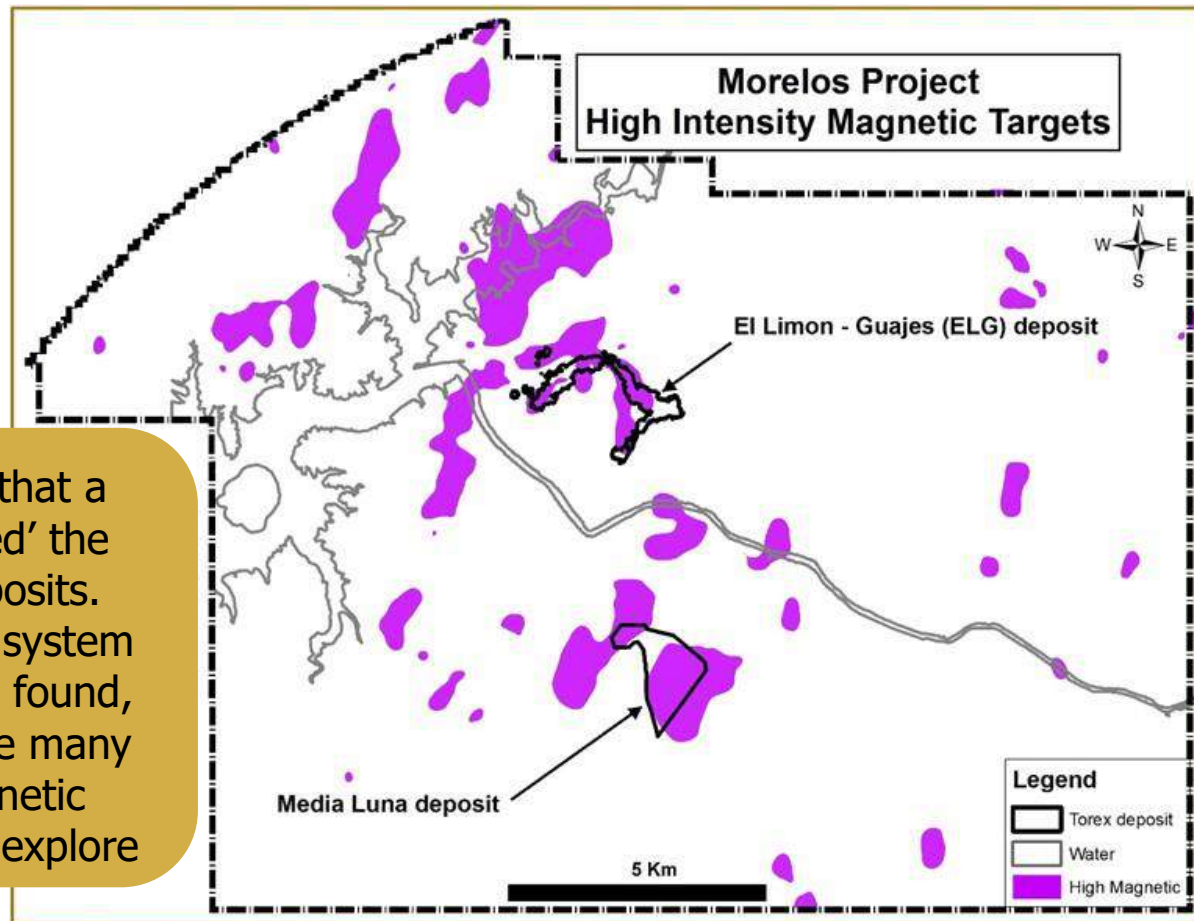 Morelos Project
High Intensity Magnetic Targets
N
W E
S
El Limon - Guajes (ELG) deposit
that a
ed’ the
posits.
system
found,
e many
netic
explore
Media Luna deposit
5 Km
Legend
Torex deposit
Water
High Magnetic